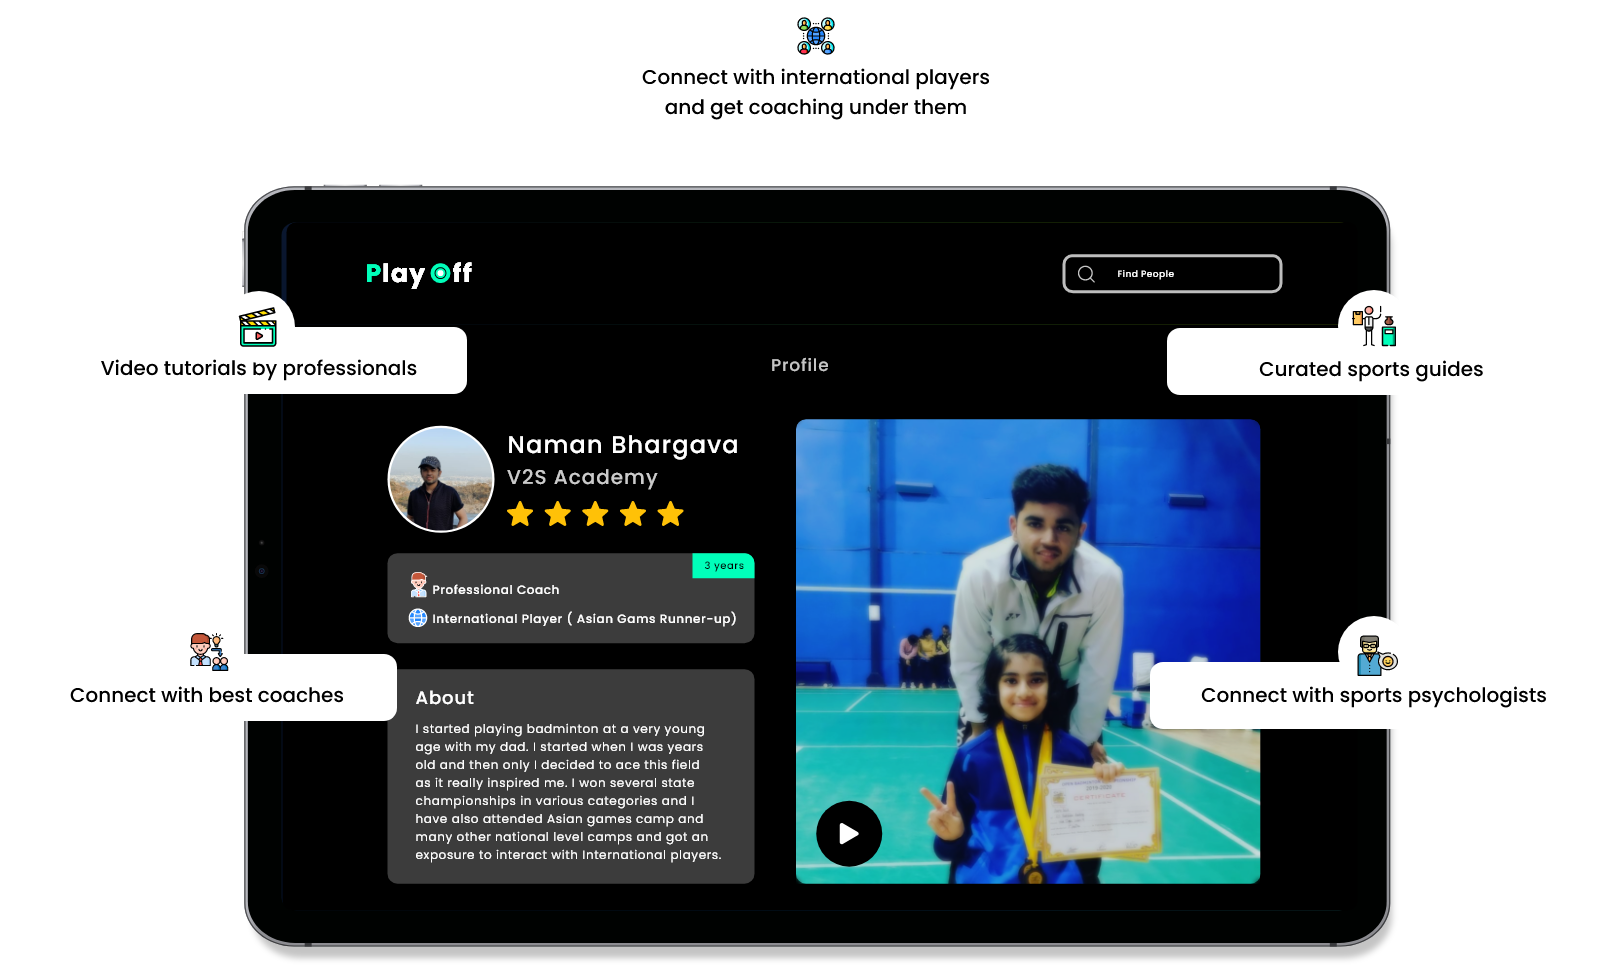 Connect with international players
and get coaching under them
Play Off
Find People
Video tutorials by professionals
Profile
Curated sports guides
Naman Bhargava
V2S Academy
3 years
Professional Coach
International Player ( Asian Gams Runner-up)
Connect with best coaches
Connect with sports psychologists
About
I started playing badminton at a very young
age with my dad. I started when I was years
old and then only I decided to ace this field
as it really inspired me. I won several state
championships in various categories and I
have also attended Asian games camp and
many other national level camps and got an
exposure to interact with International players.
2019-2020
CERTIFICATE